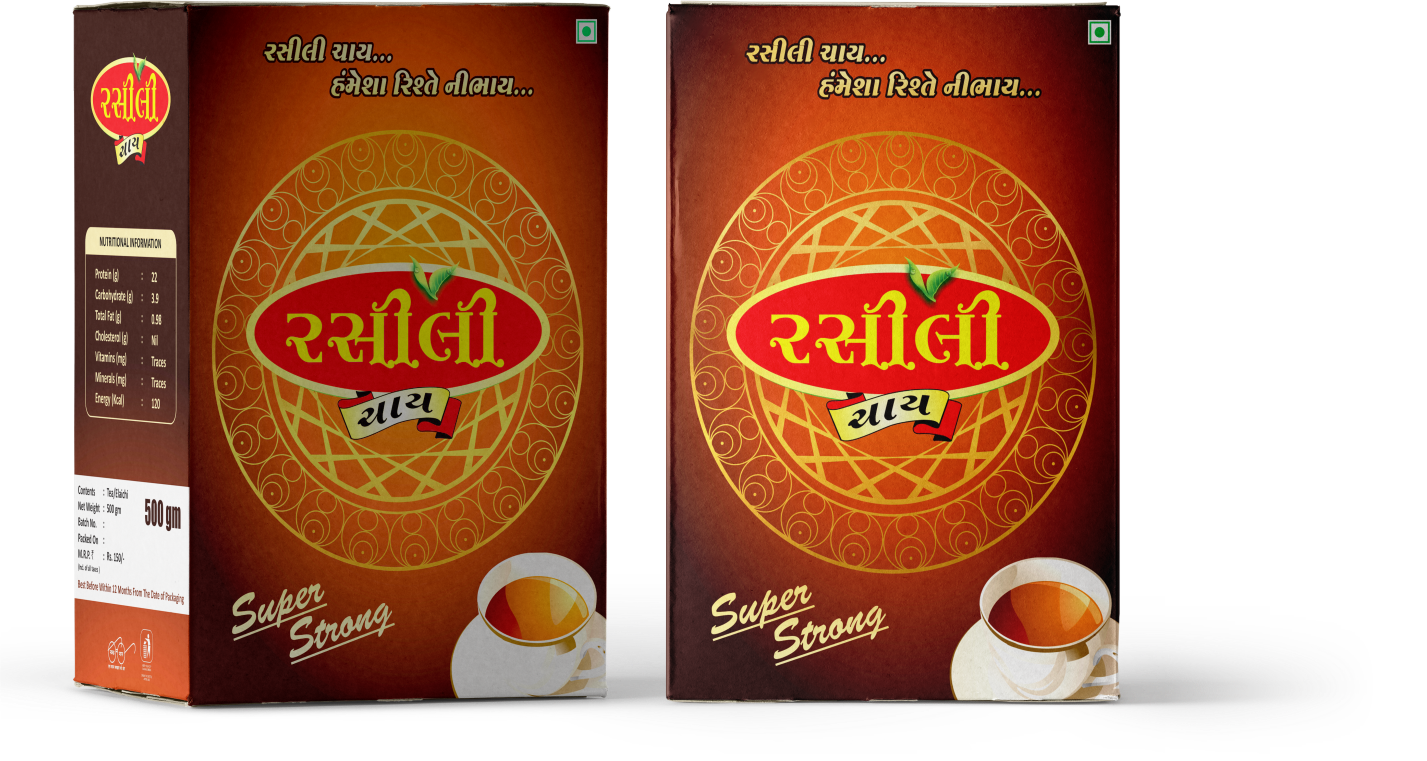 રસીલી
ચાય
NUTRITIONAL INFORMATION
Protein (g) : 22
Carbohydrate (g) : 3.9
Total Fat (g) : 0.98
Cholesterol (g) : Nil
Vitamins (mg) : Traces
Minerals (mg) : Traces
Energy (Kcal) : 120
Contents : Tea/Elaichi
Net Weight : 500 gm
500 gm
Batch No. :
Packed On :
M.R.P. ₹ : Rs. 150/-
(Incl. of all taxes)
Best Before Within 12 Months From The Date of Packaging
રસીલી ચાય...
હંમેશા રિશ્તે નીભાય...
રસીલી
ચાય
Super
Strong
રસીલી ચાય...
હંમેશા રિશ્તે નીભાય...
રસીલી
ચાય
Super
Strong